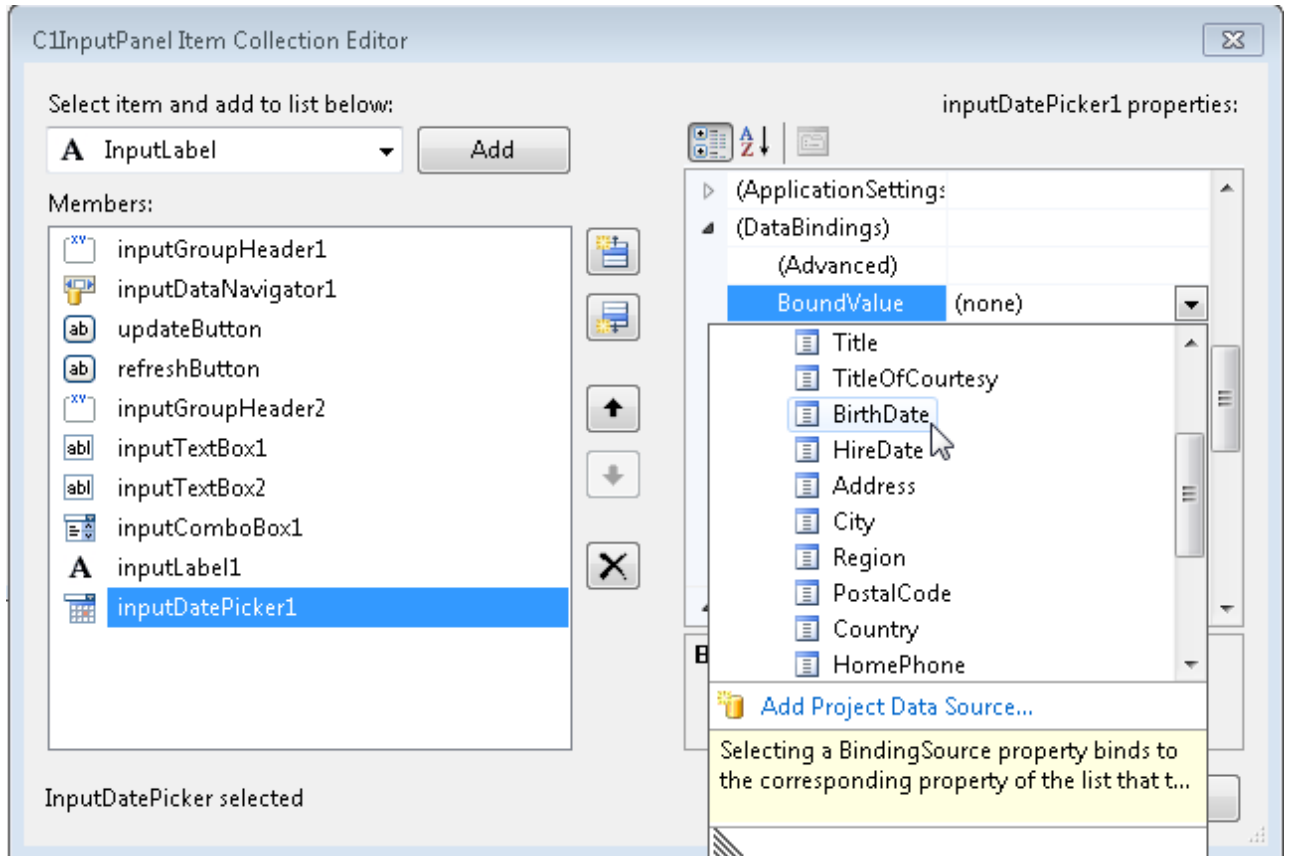 C1InputPanel Item Collection Editor
Select item and add to list below:
inputDatePicker1 properties:
A InputLabel
Add
Members:
inputGroupHeader1
inputDataNavigator1
updateButton
refreshButton
inputGroupHeader2
inputTextBox1
inputTextBox2
inputComboBox1
A inputLabel1
inputDatePicker1
InputDatePicker selected
(ApplicationSettings
(DataBindings)
(Advanced)
BoundValue (none)
Title
TitleOfCourtesy
BirthDate
HireDate
Address
City
Region
PostalCode
Country
HomePhone
Add Project Data Source...
Selecting a BindingSource property binds to
the corresponding property of the list that t...